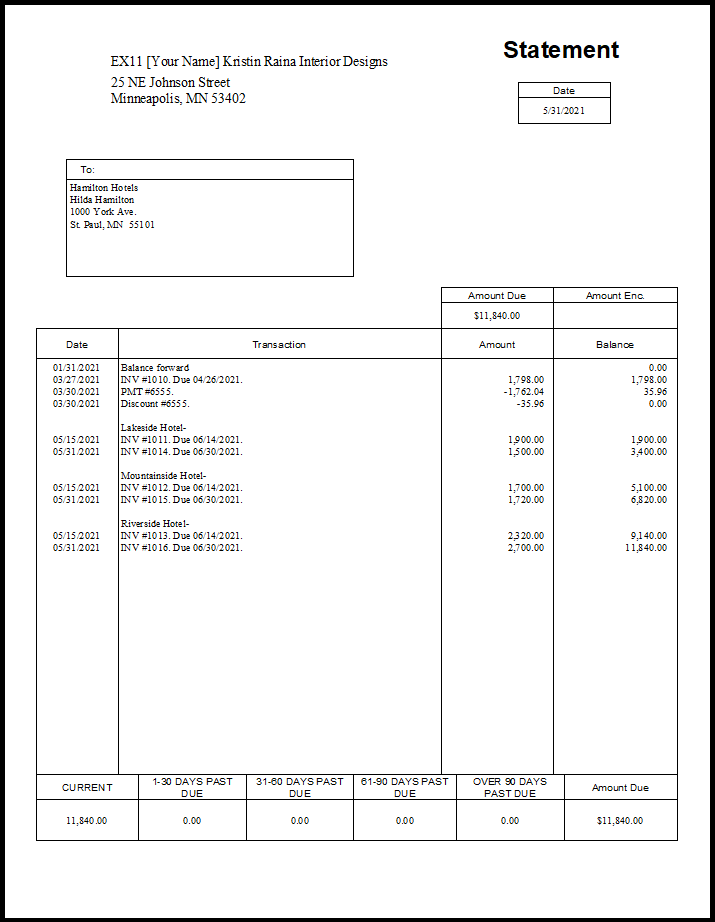 Statement
EX11 [Your Name] Kristin Raina Interior Designs
25 NE Johnson Street
Minneapolis, MN 53402
Date
5/31/2021
To:
Hamilton Hotels
Hilda Hamilton
1000 York Ave.
St. Paul, MN  55101
Amount Due Amount Enc.
$11,840.00
Date Transaction Amount Balance
01/31/2021 Balance forward 0.00
03/27/2021 INV #1010. Due 04/26/2021. 1,798.00 1,798.00
03/30/2021 PMT #6555. -1,762.04 35.96
03/30/2021 Discount #6555. -35.96 0.00
Lakeside Hotel-
05/15/2021 INV #1011. Due 06/14/2021. 1,900.00 1,900.00
05/31/2021 INV #1014. Due 06/30/2021. 1,500.00 3,400.00
Mountainside Hotel-
05/15/2021 INV #1012. Due 06/14/2021. 1,700.00 5,100.00
05/31/2021 INV #1015. Due 06/30/2021. 1,720.00 6,820.00
Riverside Hotel-
05/15/2021 INV #1013. Due 06/14/2021. 2,320.00 9,140.00
05/31/2021 INV #1016. Due 06/30/2021. 2,700.00 11,840.00
CURRENT 1-30 DAYS PAST DUE 31-60 DAYS PAST DUE 61-90 DAYS PAST DUE OVER 90 DAYS PAST DUE Amount Due
11,840.00 0.00 0.00 0.00 0.00 $11,840.00